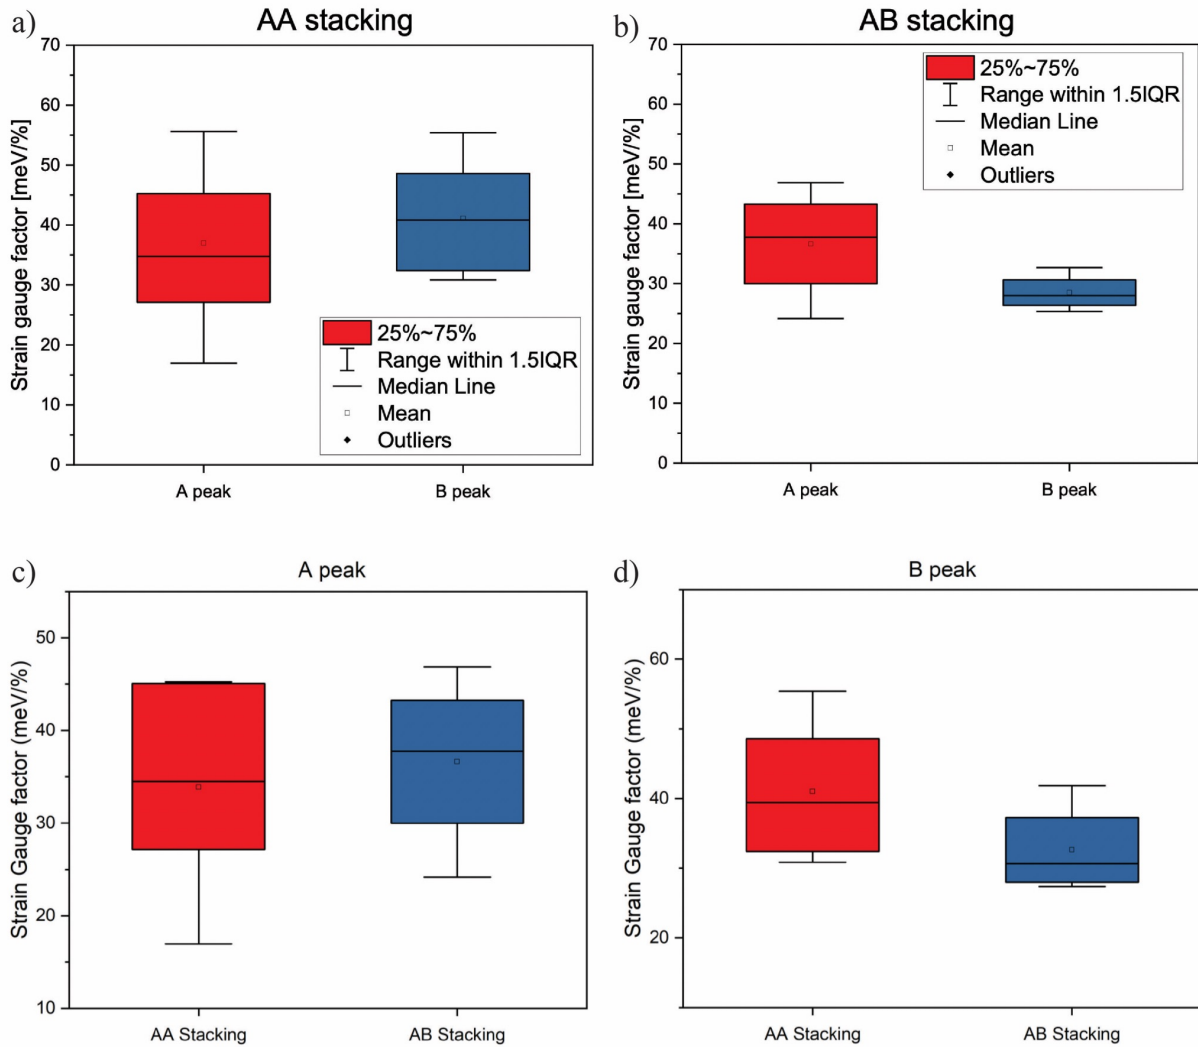 a)
AA stacking
Strain gauge factor [meV/%]
70
60
50
40
30
20
10
0
25%~75%
Range within 1.5IQR
Median Line
Mean
Outliers
A peak
B peak
b)
AB stacking
Strain gauge factor [meV/%]
70
60
50
40
30
20
10
0
25%~75%
Range within 1.5IQR
Median Line
Mean
Outliers
A peak
B peak
c)
A peak
Strain Gauge factor (meV/%)
50
40
30
20
10
AA Stacking
AB Stacking
d)
B peak
Strain Gauge factor (meV/%)
60
40
20
AA Stacking
AB Stacking